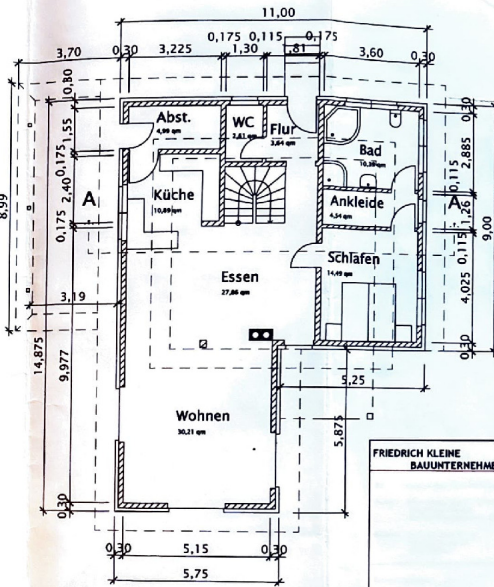 11,00
0,175 0,115 0,175
3,70 0,30 3,225 1,30 1,81 3,60 0,30
0,30
1,55
0,175
2,40
0,175
8,99
14,875
9,977
0,30
3,19
A
Abst.
4,99 qm
WC
2,61 qm
Flur
3,64 qm
Bad
Küche
10,89 qm
Ankleide
4,54 qm
Schlafen
14,49 qm
Essen
27,86 qm
Wohnen
30,21 qm
A
0,30
2,885
0,115
1,26
0,115
4,025
0,30
9,00
5,25
5,875
0,30 5,15 0,30
5,75
FRIEDRICH KLEINE
BAUUNTERNEHME